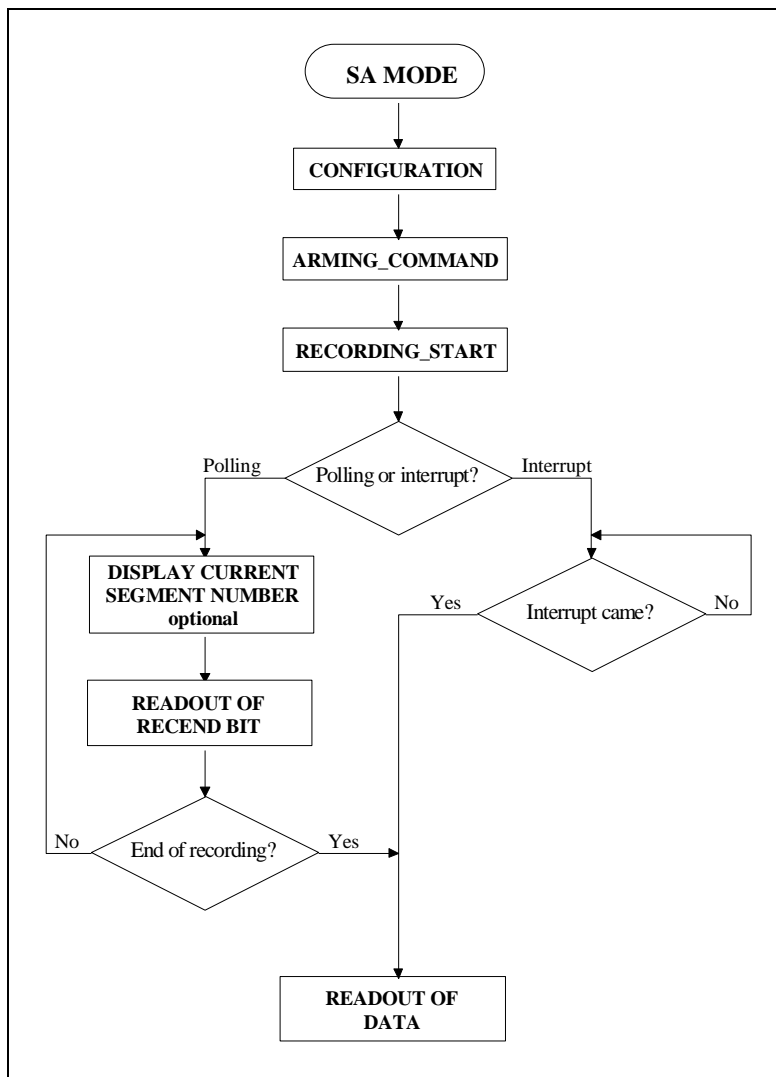 SA MODE
CONFIGURATION
ARMING_COMMAND
RECORDING_START
Polling
Polling or interrupt?
Interrupt
DISPLAY CURRENT
SEGMENT NUMBER
optional
Yes
Interrupt came?
No
READOUT OF
RECEND BIT
No
End of recording?
Yes
READOUT OF
DATA